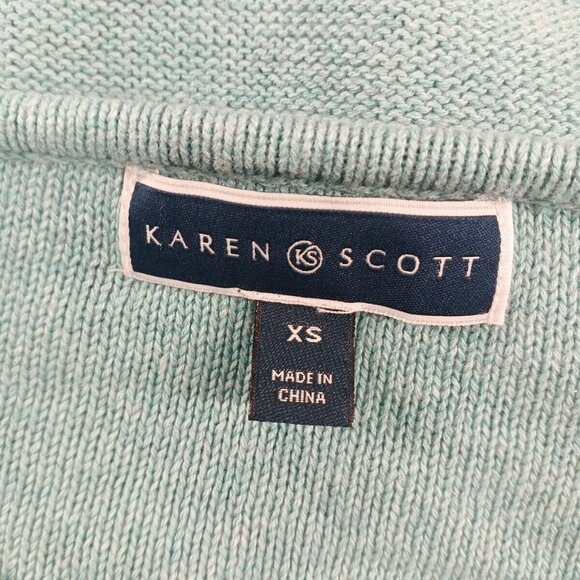 KAREN KS SCOTT
XS
MADE IN
CHINA